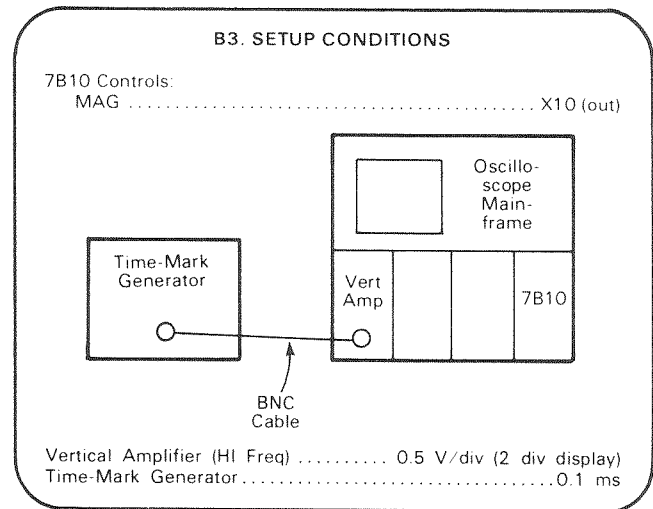 B3. SETUP CONDITIONS
7B10 Controls:
MAG ............................................ X10 (out)
Oscillo-
scope
Main-
frame
Time-Mark
Generator
Vert
Amp
7B10
BNC
Cable
Vertical Amplifier (HI Freq) .......... 0.5 V/div (2 div display)
Time-Mark Generator.................................0.1 ms